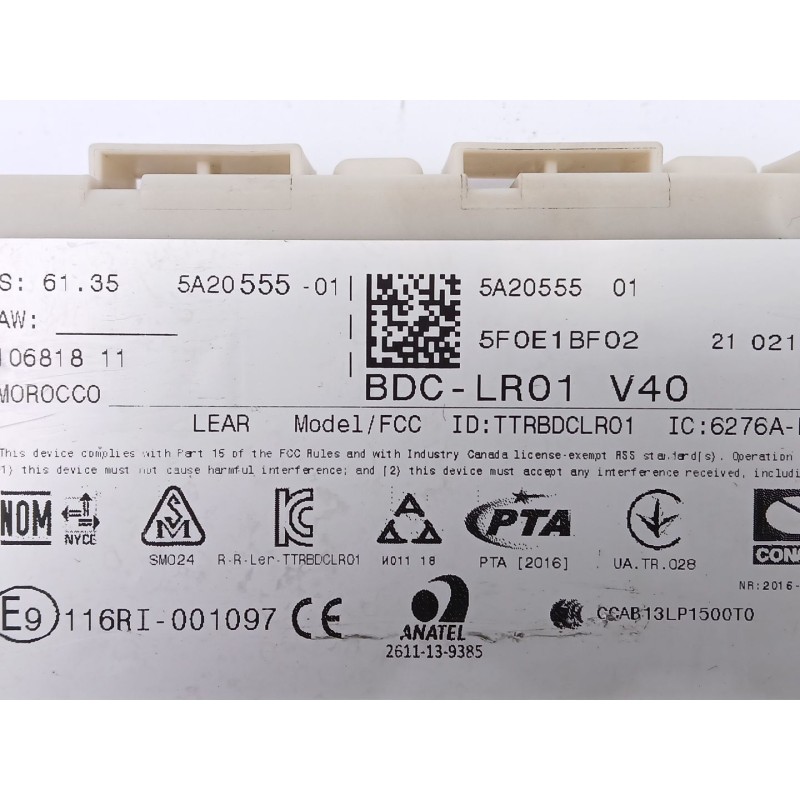 S: 61.35 5A20555 -01
5A20555 01
AW:
5F0E1BF02 21 021
06818 11
MOROCCO
BDC-LR01 V40
LEAR Model/FCC ID:TTRBDCLR01 IC:6276A-
This device complies with Part 15 of the FCC Rules and with Industry Canada license-exempt RSS standard(s). Operation
1) this device must not cause harmful interference; and (2) this device must accept any interference received, includi
NOM NYCE
SM
SM024
KC
R-R-Ler-TTRBDCLR01
И011 18
PTA
PTA [2016]
UA.TR.028
CONA
NR:2016-
E9 116RI-001097
CE
ANATEL
2611-13-9385
CCAB13LP1500T0